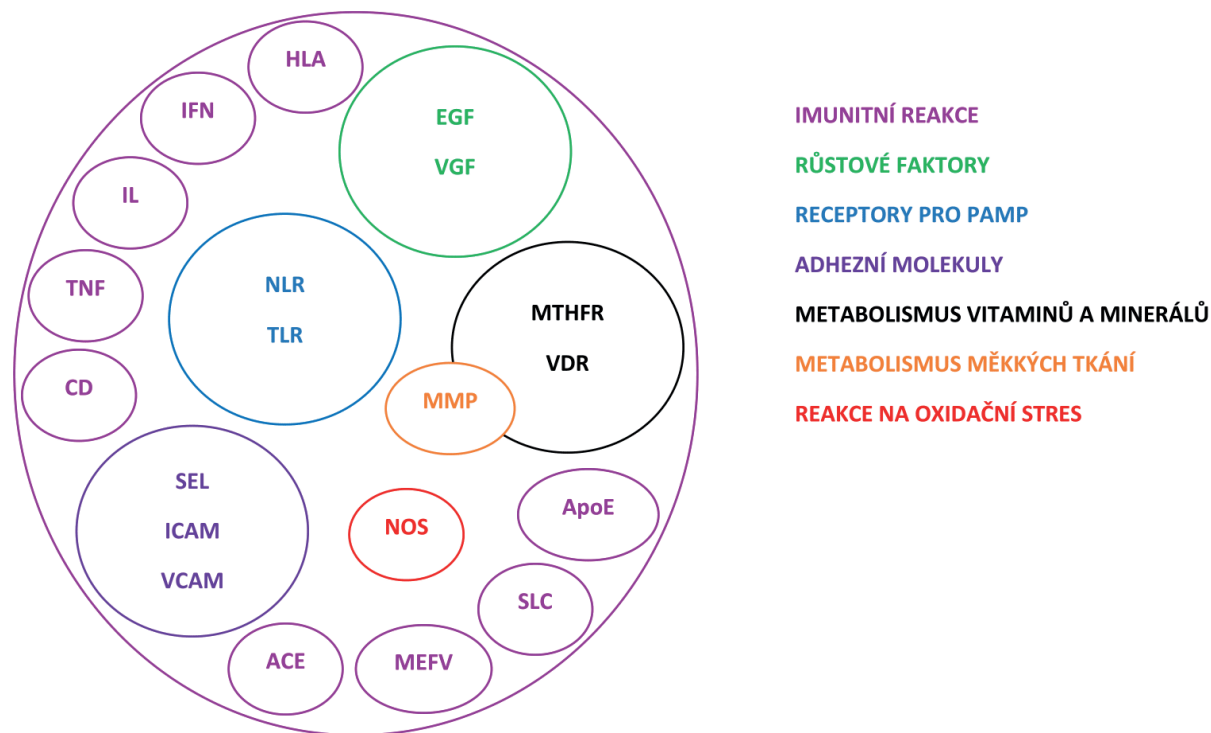 HLA
IFN
IL
TNF
CD
EGF
VGF
NLR
TLR
MTHFR
VDR
MMP
SEL
ICAM
VCAM
NOS
ApoE
SLC
MEFV
ACE
IMUNITNÍ REAKCE
RŮSTOVÉ FAKTORY
RECEPTORY PRO PAMP
ADHEZNÍ MOLEKULY
METABOLISMUS VITAMINŮ A MINERÁLŮ
METABOLISMUS MĚKKÝCH TKÁNÍ
REAKCE NA OXIDAČNÍ STRES